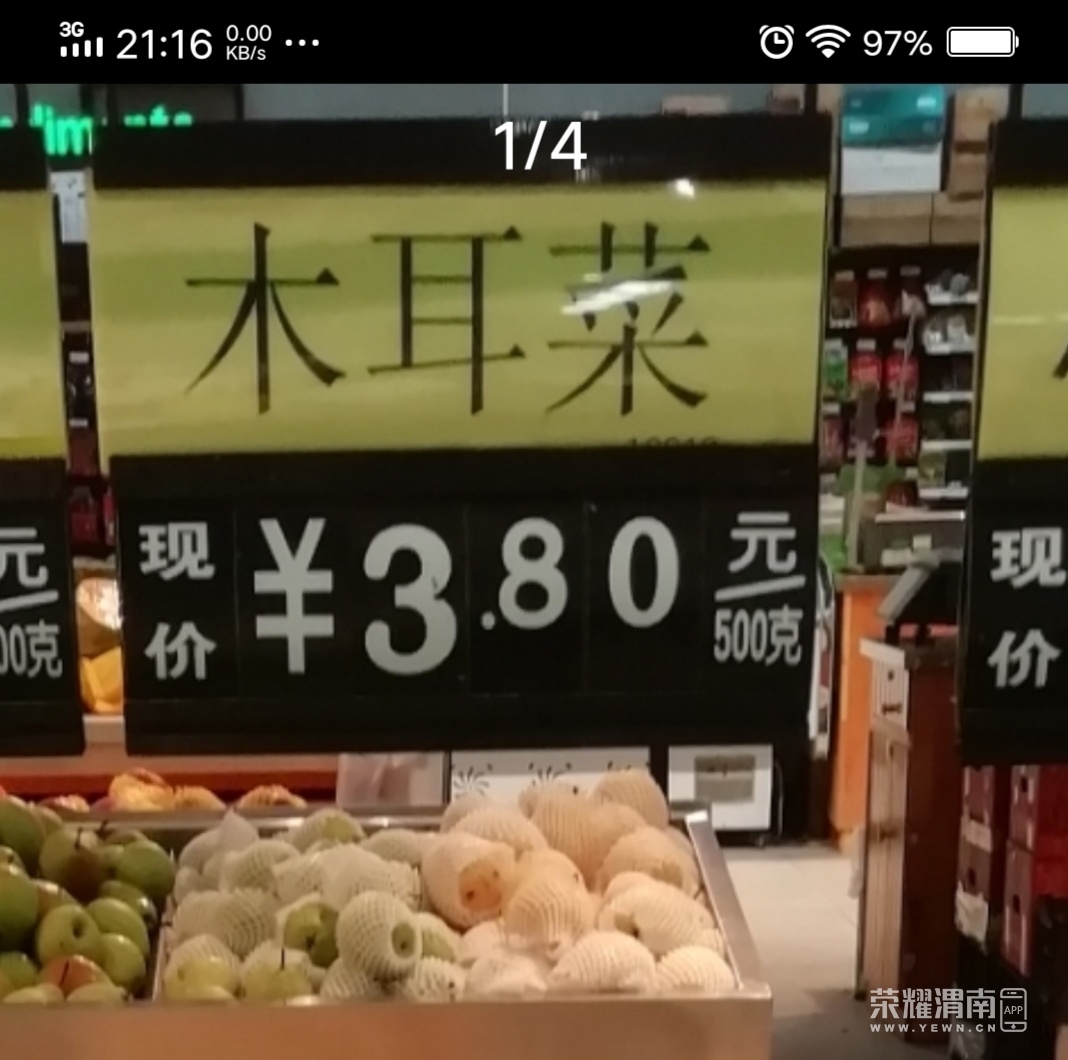 3G 21:16 0.00 KB/s ... 97%
1/4
木耳菜
现价 ¥3.80 元/500克
元
00克
现
价
荣耀渭南 APP
WWW.YEWN.CN